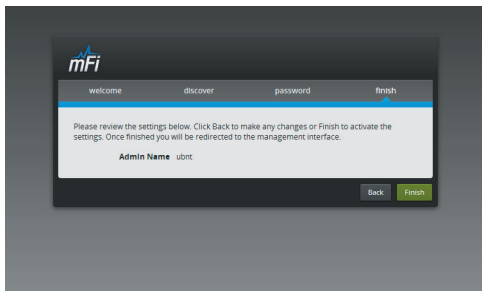 mFi
welcome discover password finish
Please review the settings below. Click Back to make any changes or Finish to activate the
settings. Once finished you will be redirected to the management interface.
Admin Name ubnt
Back Finish